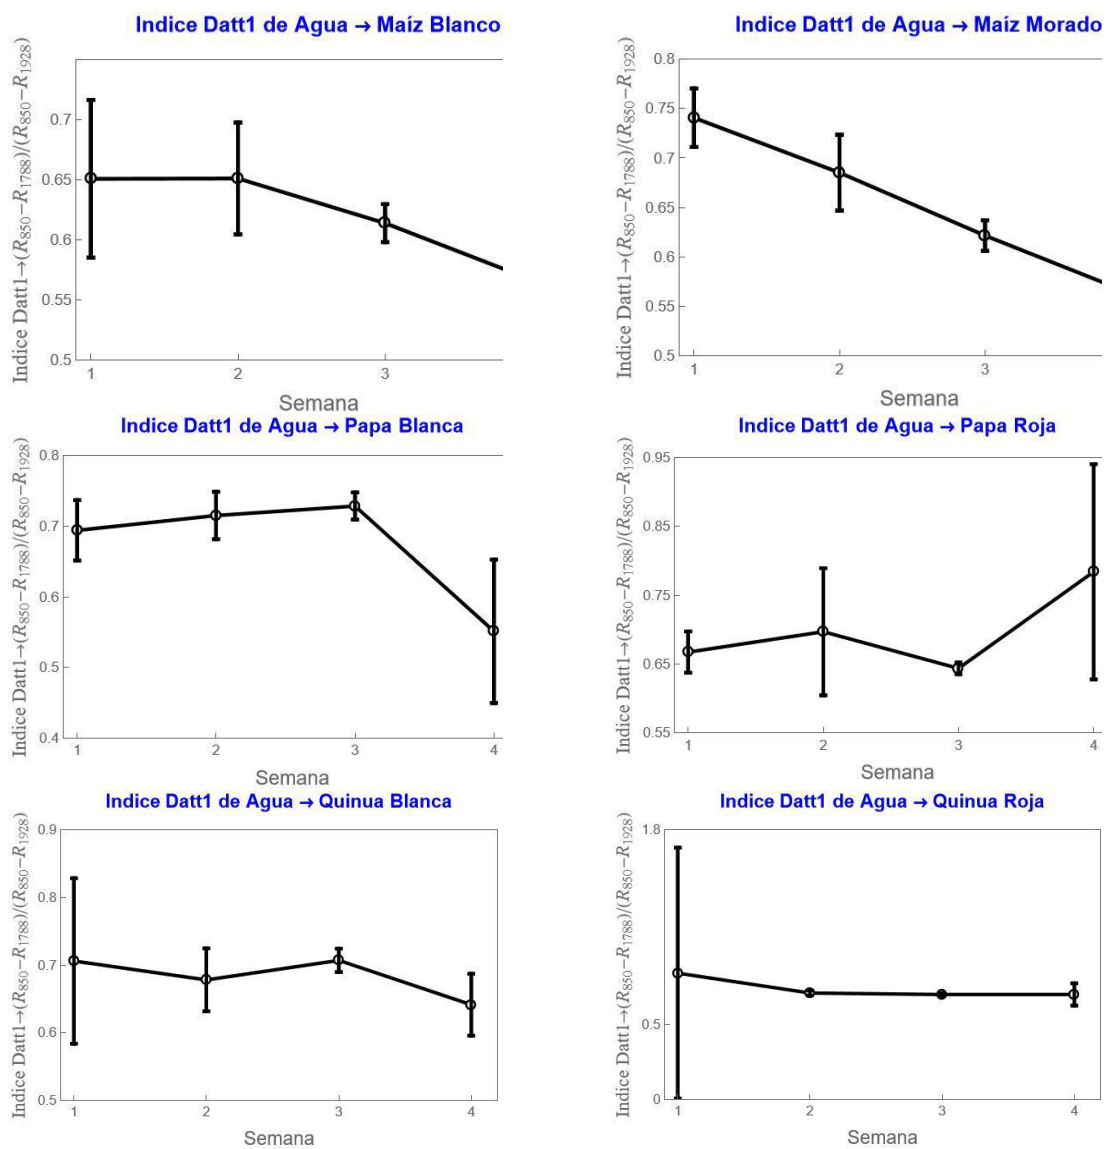 Indice Datt1 de Agua → Maíz Blanco
Indice Datt1→(R850−R1788)/(R850−R1928)
0.7
0.65
0.6
0.55
0.5
1 2 3
Semana
Indice Datt1 de Agua → Maíz Morado
Indice Datt1→(R850−R1788)/(R850−R1928)
0.8
0.75
0.7
0.65
0.6
0.55
0.5
1 2 3
Semana
Indice Datt1 de Agua → Papa Blanca
Indice Datt1→(R850−R1788)/(R850−R1928)
0.8
0.7
0.6
0.5
0.4
1 2 3 4
Semana
Indice Datt1 de Agua → Papa Roja
Indice Datt1→(R850−R1788)/(R850−R1928)
0.95
0.85
0.75
0.65
0.55
1 2 3 4
Semana
Indice Datt1 de Agua → Quinua Blanca
Indice Datt1→(R850−R1788)/(R850−R1928)
0.9
0.8
0.7
0.6
0.5
1 2 3 4
Semana
Indice Datt1 de Agua → Quinua Roja
Indice Datt1→(R850−R1788)/(R850−R1928)
1.8
0.5
0
1 2 3 4
Semana